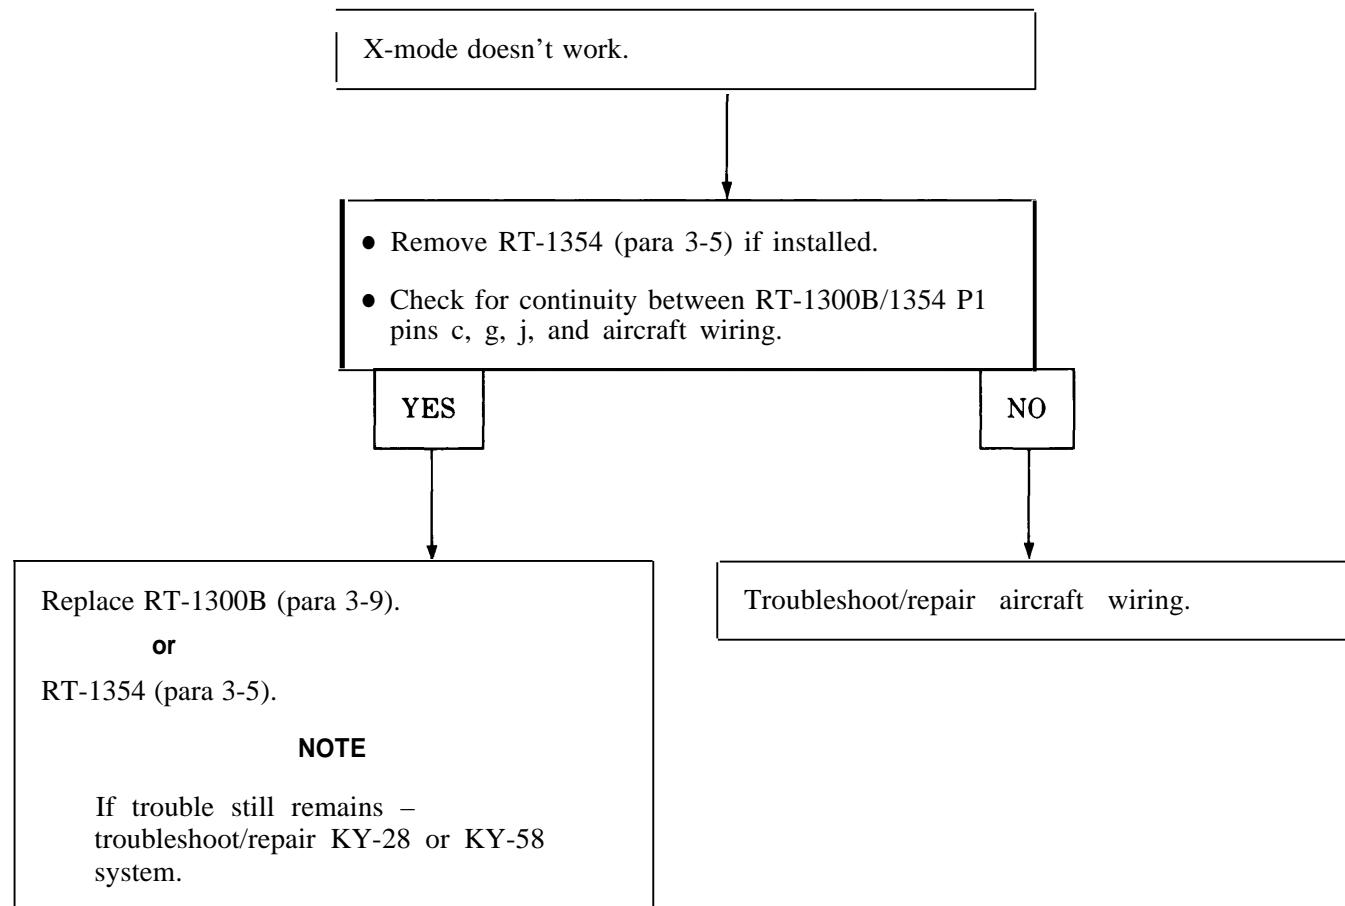 X-mode doesn't work.
● Remove RT-1354 (para 3-5) if installed.
● Check for continuity between RT-1300B/1354 P1
pins c, g, j, and aircraft wiring.
YES
NO
Replace RT-1300B (para 3-9).
or
RT-1354 (para 3-5).
NOTE
If trouble still remains –
troubleshoot/repair KY-28 or KY-58
system.
Troubleshoot/repair aircraft wiring.